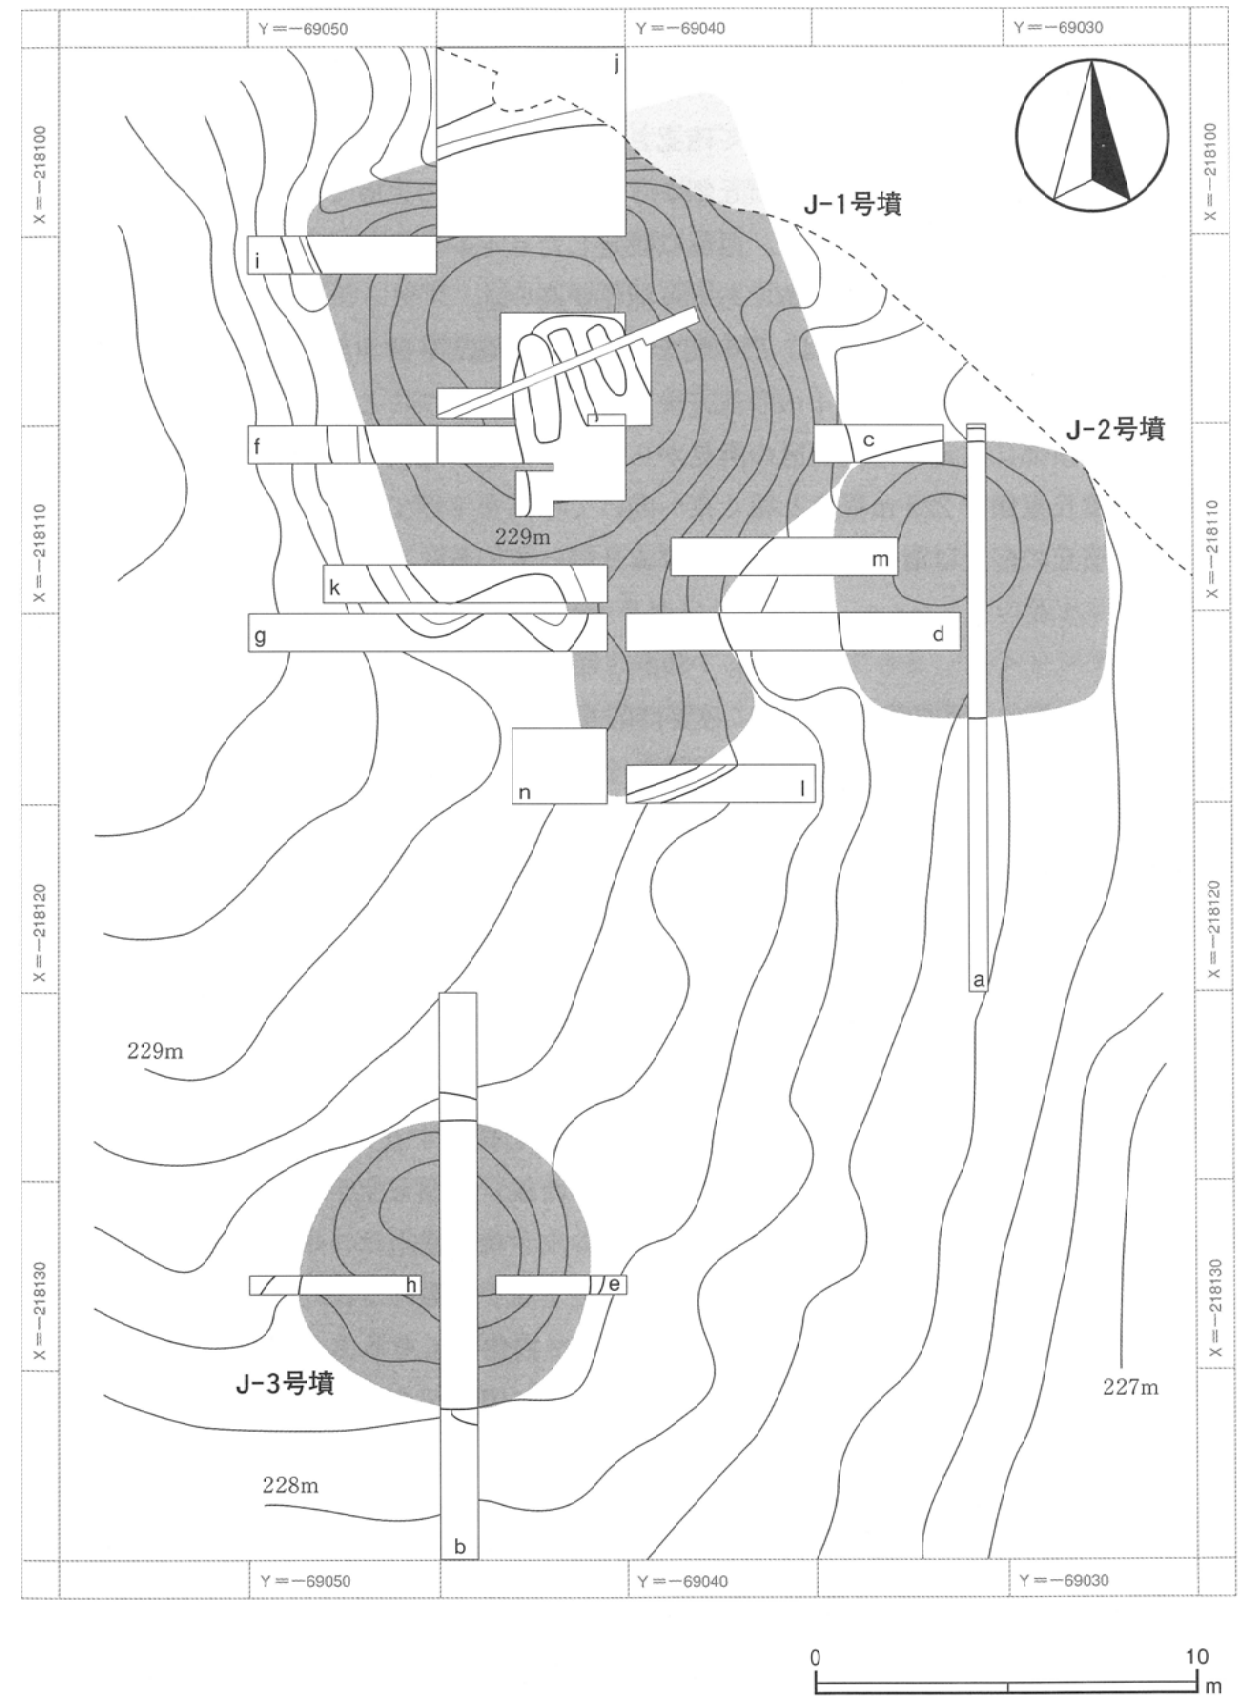 Y=-69050
Y=-69040
Y=-69030
j
X=-218100
X=-218100
J-1号墳
i
J-2号墳
f
c
X=-218110
X=-218110
229m
m
k
g
d
n
l
X=-218120
X=-218120
a
229m
h
e
X=-218130
X=-218130
J-3号墳
227m
228m
b
Y=-69050
Y=-69040
Y=-69030
0
10
m